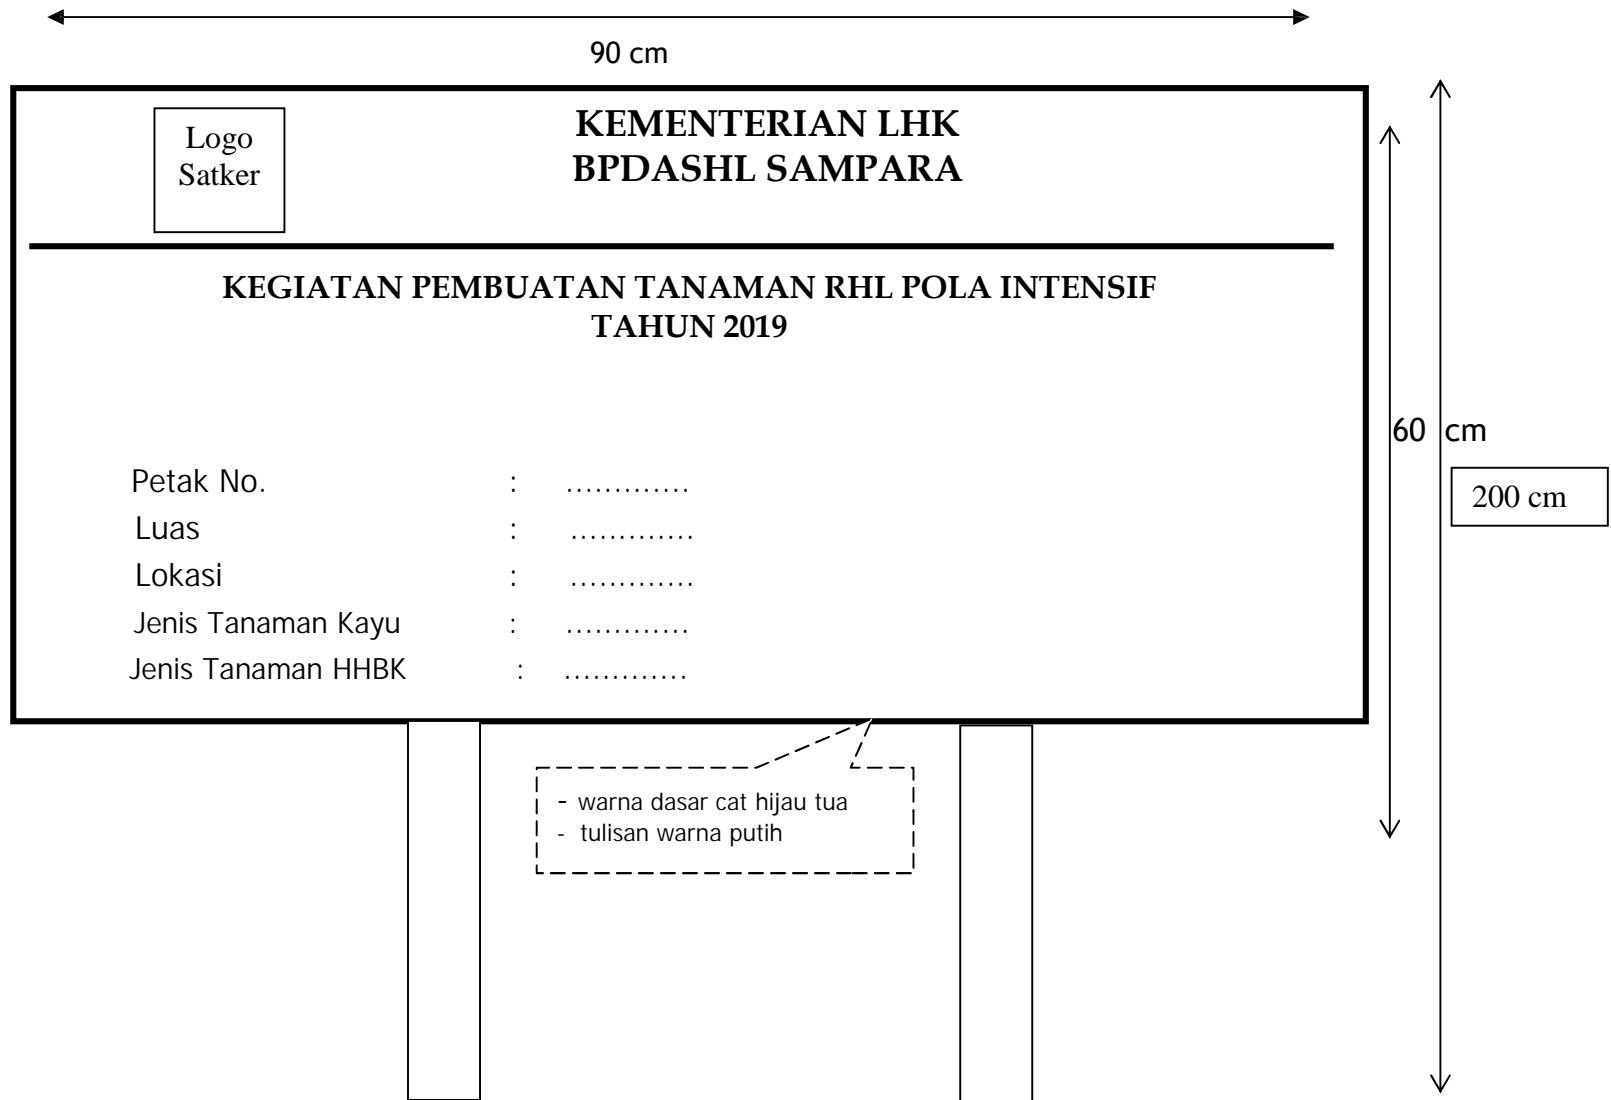 90 cm
Logo
Satker
KEMENTERIAN LHK
BPDASHL SAMPARA
KEGIATAN PEMBUATAN TANAMAN RHL POLA INTENSIF
TAHUN 2019
60 cm
200 cm
Petak No. : .............
Luas : .............
Lokasi : .............
Jenis Tanaman Kayu : .............
Jenis Tanaman HHBK : .............
- warna dasar cat hijau tua
- tulisan warna putih